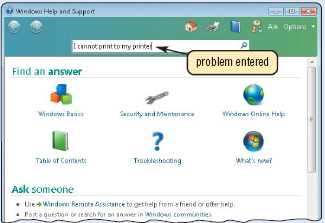 Windows Help and Support
Ask Options
I cannot print to my printer
problem entered
Find an answer
Windows Basics Security and Maintenance Windows Online Help
Table of Contents Troubleshooting What's new?
Ask someone
Use Windows Remote Assistance to get help from a friend or offer help.
Post a question or search for an answer in Windows communities.